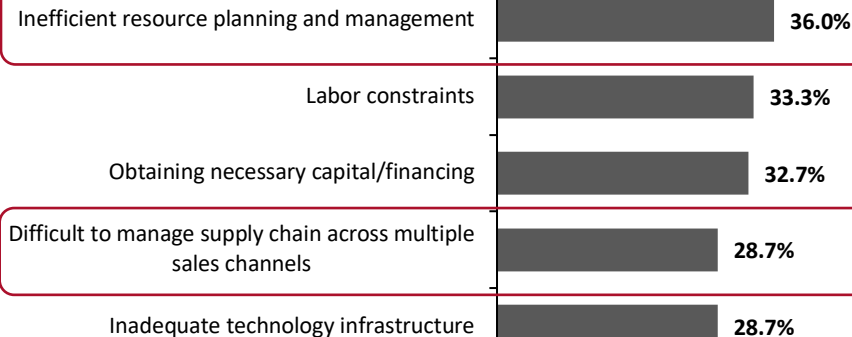 Inefficient resource planning and management
36.0%
Labor constraints
33.3%
Obtaining necessary capital/financing
32.7%
Difficult to manage supply chain across multiple
sales channels
28.7%
Inadequate technology infrastructure
28.7%